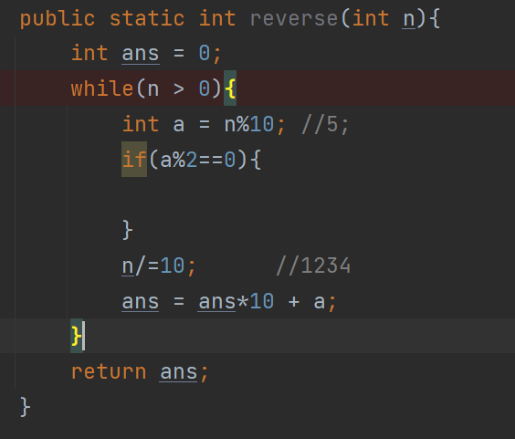 public static int reverse(int n){
    int ans = 0;
    while(n > 0){
        int a = n%10; //5;
        if(a%2==0){

        }
        n/=10;      //1234
        ans = ans*10 + a;
    }
    return ans;
}